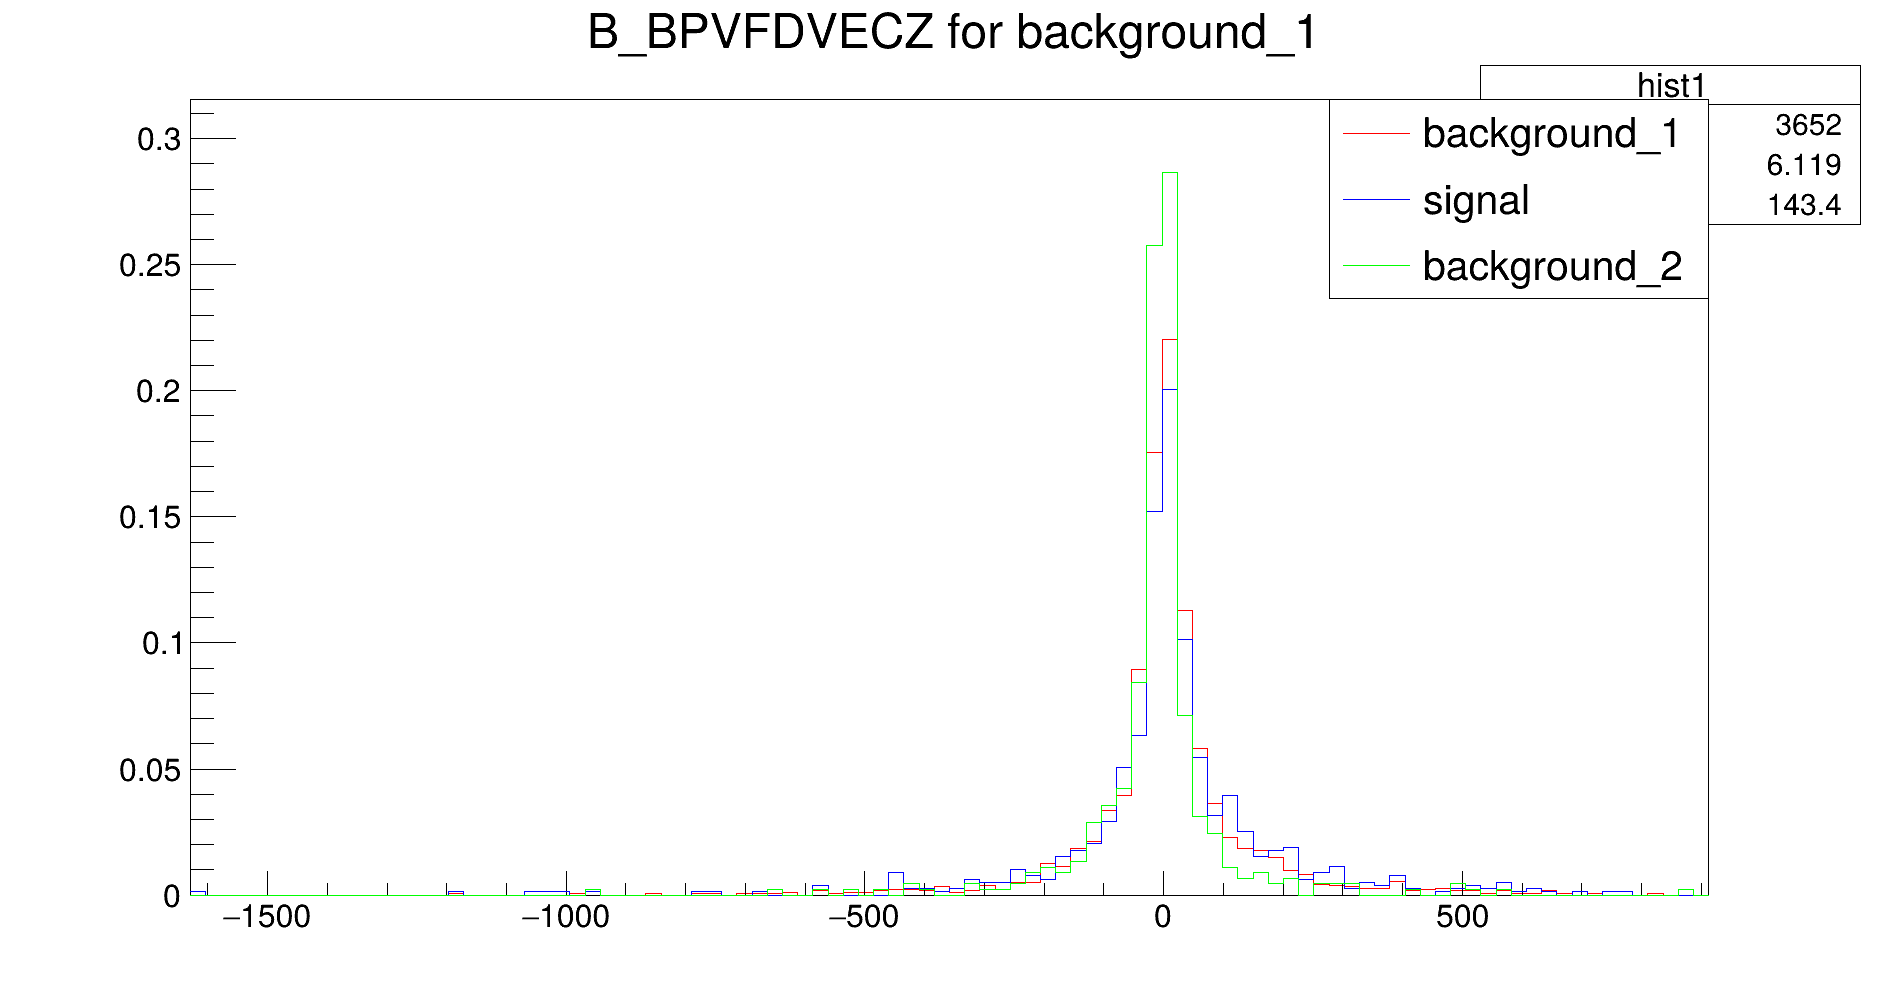 B_BPVFDVECZ for background_1
hist1
3652
6.119
143.4
background_1
signal
background_2
0.3
0.25
0.2
0.15
0.1
0.05
0
−1500 −1000 −500 0 500